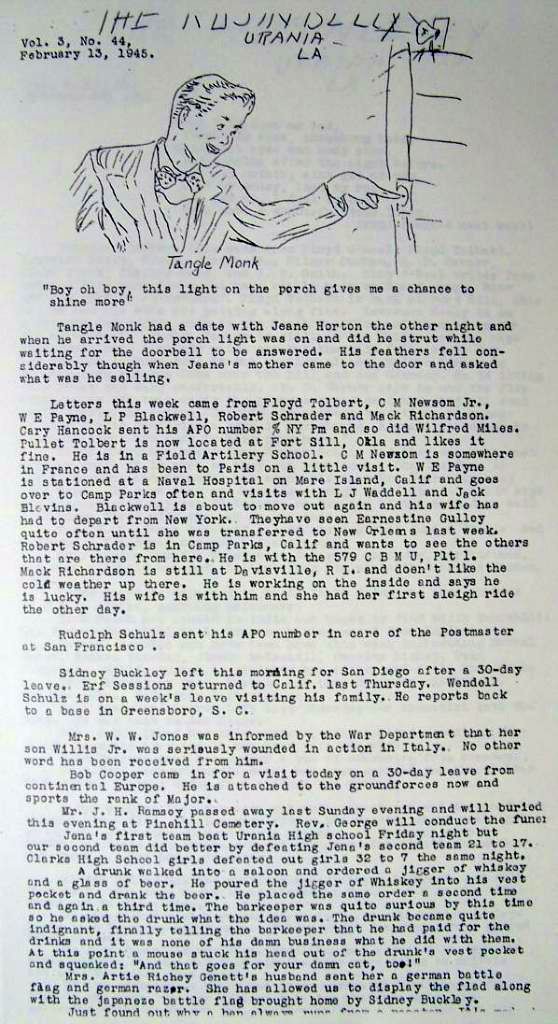 THE
URANIA
LA
Vol. 3, No. 44,
February 13, 1945.
Tangle Monk
"Boy oh boy, this light on the porch gives me a chance to
shine more"
Tangle Monk had a date with Jeane Horton the other night and
when he arrived the porch light was on and did he strut while
waiting for the doorbell to be answered. His feathers fell con-
siderably though when Jeane's mother came to the door and asked
what was he selling.
Letters this week came from Floyd Tolbert, C M Newsom Jr.,
W E Payne, L P Blackwell, Robert Schrader and Mack Richardson.
Cary Hancock sent his APO number % NY Pm and so did Wilfred Miles.
Pullet Tolbert is now located at Fort Sill, Okla and likes it
fine. He is in a Field Artillery School. C M Newsom is somewhere
in France and has been to Paris on a little visit. W E Payne
is stationed at a Naval Hospital on Mare Island, Calif and goes
over to Camp Parks often and visits with L J Waddell and Jack
Blevins. Blackwell is about to move out again and his wife has
had to depart from New York. Theyhave seen Earnestine Gulley
quite often until she was transferred to New Orleans last week.
Robert Schrader is in Camp Parks, Calif and wants to see the others
that are there from here. He is with the 579 C B M U, Plt 1.
Mack Richardson is still at Davisville, R I. and doen't like the
cold weather up there. He is working on the inside and says he
is lucky. His wife is with him and she had her first sleigh ride
the other day.
Rudolph Schulz sent his APO number in care of the Postmaster
at San Francisco .
Sidney Buckley left this morning for San Diego after a 30-day
leave. Erf Sessions returned to Calif. last Thursday. Wendell
Schulz is on a week's leave visiting his family. He reports back
to a base in Greensboro, S. C.
Mrs. W. W. Jones was informed by the War Department that her
son Willis Jr. was seriously wounded in action in Italy. No other
word has been received from him.
Bob Cooper came in for a visit today on a 30-day leave from
continental Europe. He is attached to the groundforces now and
sports the rank of Major.
Mr. J. H. Ramsey passed away last Sunday evening and will buried
this evening at Pinehill Cemetery. Rev. George will conduct the funer
Jena's first team beat Urania High school Friday night but
our second team did better by defeating Jena's second team 21 to 17.
Clarks High School girls defeated out girls 32 to 7 the same night.
A drunk walked into a saloon and ordered a jigger of whiskey
and a glass of beer. He poured the jigger of Whiskey into his vest
pocket and drank the beer. He placed the same order a second time
and again a third time. The barkeeper was quite surious by this time
so he asked the drunk what the idea was. The drunk became quite
indignant, finally telling the barkeeper that he had paid for the
drinks and it was none of his damn business what he did with them.
At this point a mouse stuck his head out of the drunk's vest pocket
and squeaked: "And that goes for your damn cat, too!"
Mrs. Artie Richey Genett's husband sent her a german battle
flag and german razor. She has allowed us to display the flad along
with the japaneze battle flag brought home by Sidney Buckley.
Just found out why a hen always runs from a